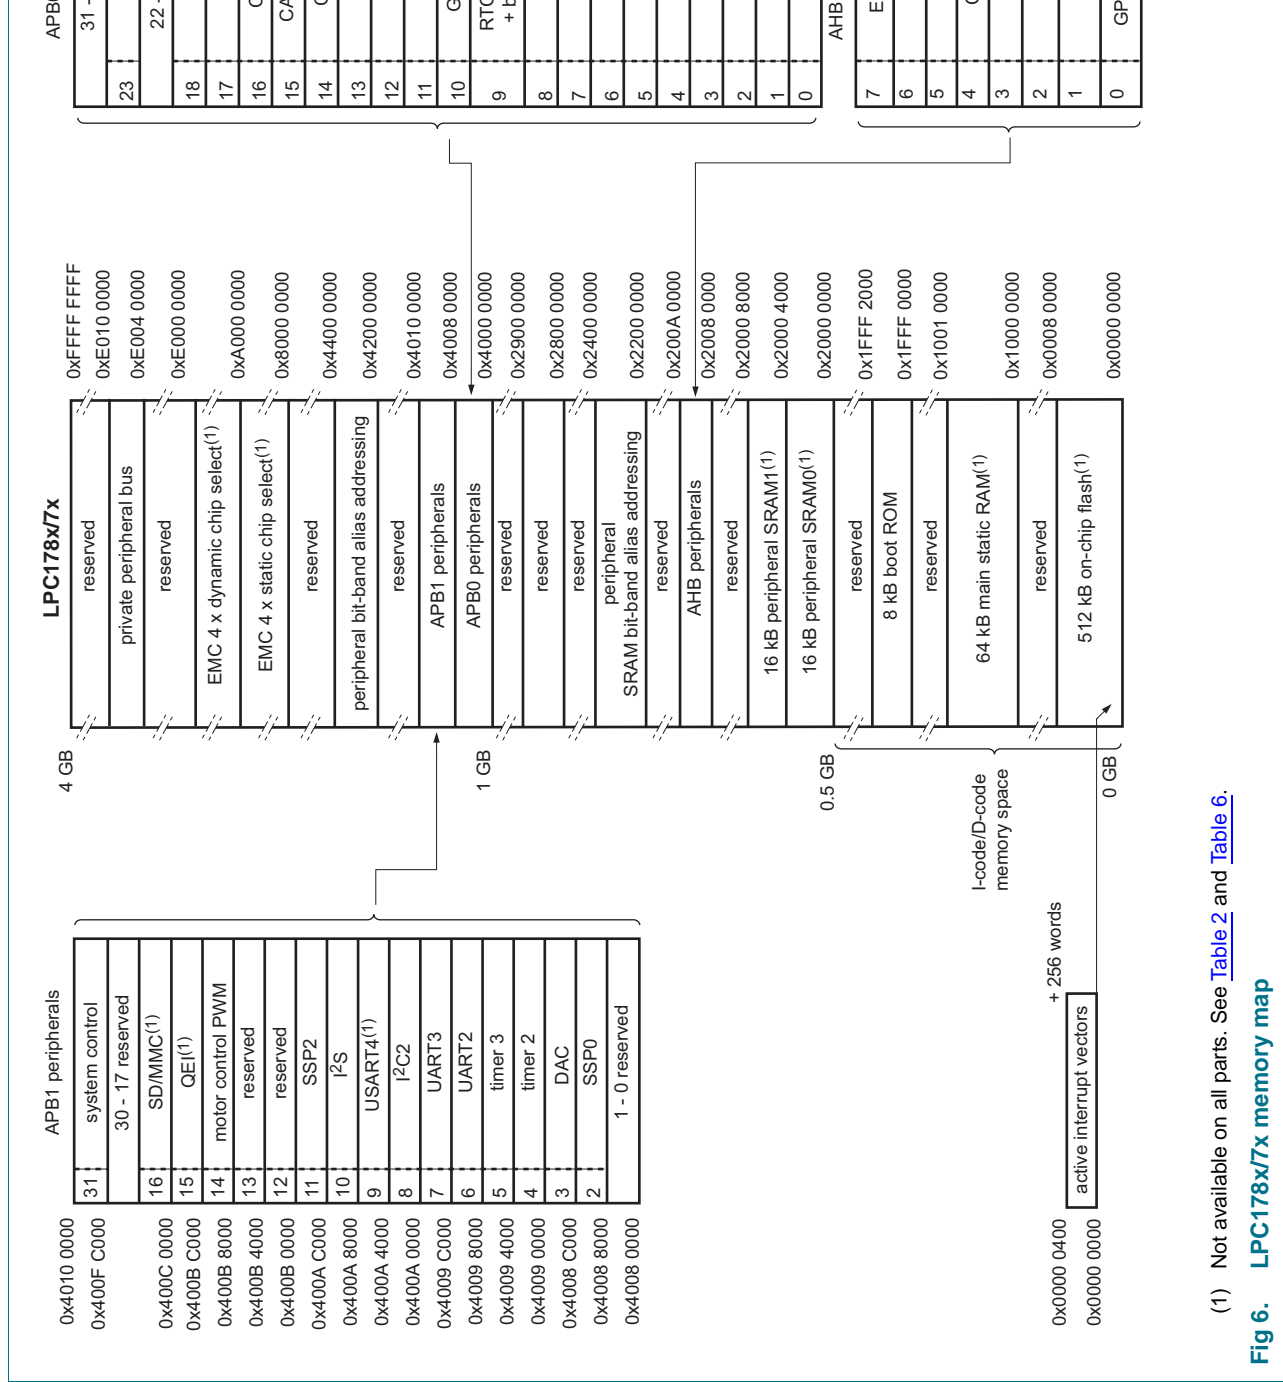 LPC178x/7x
APB1 peripherals
0x4010 0000
31 system control
0x400F C000
30 - 17 reserved
0x400C 0000
16 SD/MMC(1)
0x400B C000
15 QEI(1)
0x400B 8000
14 motor control PWM
0x400B 4000
13 reserved
0x400B 0000
12 reserved
0x400A C000
11 SSP2
0x400A 8000
10 I2S
0x400A 4000
9 USART4(1)
0x400A 0000
8 I2C2
0x4009 C000
7 UART3
0x4009 8000
6 UART2
0x4009 4000
5 timer 3
0x4009 0000
4 timer 2
0x4008 C000
3 DAC
0x4008 8000
2 SSP0
0x4008 0000
1 - 0 reserved
0x0000 0400
+ 256 words
active interrupt vectors
0x0000 0000
4 GB
1 GB
0.5 GB
0 GB
I-code/D-code
memory space
0xFFFF FFFF
reserved
0xE010 0000
private peripheral bus
0xE004 0000
reserved
0xE000 0000
EMC 4 x dynamic chip select(1)
0xA000 0000
EMC 4 x static chip select(1)
0x8000 0000
reserved
0x4400 0000
peripheral bit-band alias addressing
0x4200 0000
reserved
0x4010 0000
APB1 peripherals
0x4008 0000
APB0 peripherals
0x4000 0000
reserved
0x2900 0000
reserved
0x2800 0000
reserved
0x2400 0000
peripheral
SRAM bit-band alias addressing
0x2200 0000
reserved
0x200A 0000
AHB peripherals
0x2008 0000
reserved
0x2000 8000
16 kB peripheral SRAM1(1)
0x2000 4000
16 kB peripheral SRAM0(1)
0x2000 0000
reserved
0x1FFF 2000
8 kB boot ROM
0x1FFF 0000
reserved
0x1001 0000
64 kB main static RAM(1)
0x1000 0000
reserved
0x0008 0000
512 kB on-chip flash(1)
0x0000 0000
31 -
23
22 -
18
17
16
15
14
13
12
11
10
9
+
8
7
6
5
4
3
2
1
0
AHB
7
6
5
4
3
2
1
0
(1) Not available on all parts. See Table 2 and Table 6.
Fig 6. LPC178x/7x memory map